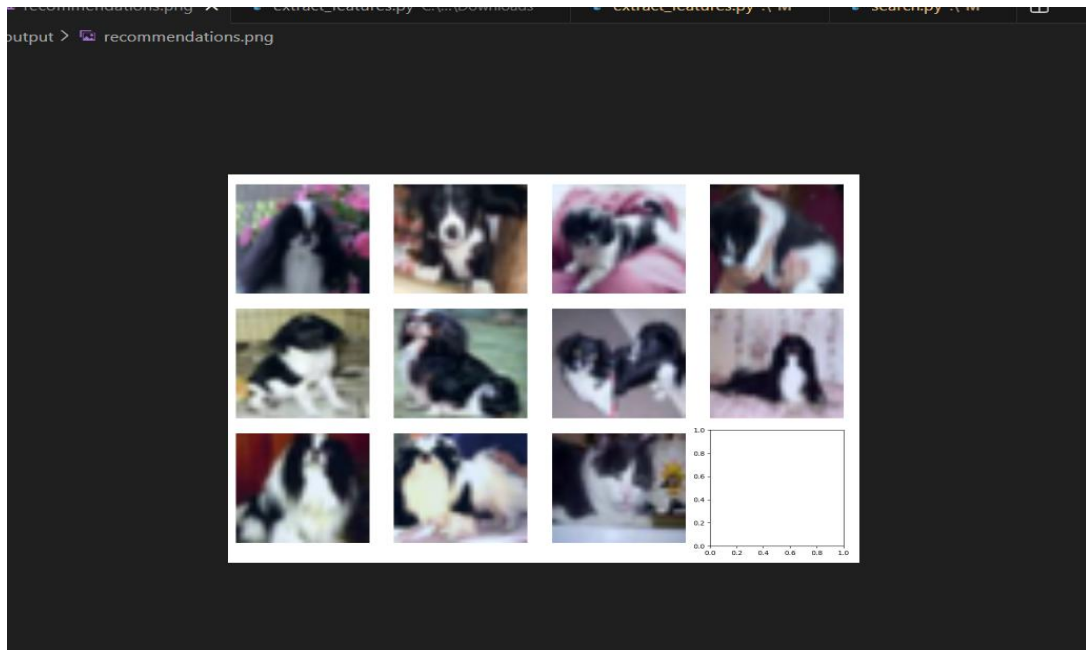 recommendations.png extract_features.py C:\...\Downloads extract_features.py .\ M search.py .\ M
output > recommendations.png
1.0
0.8
0.6
0.4
0.2
0.0
0.0 0.2 0.4 0.6 0.8 1.0